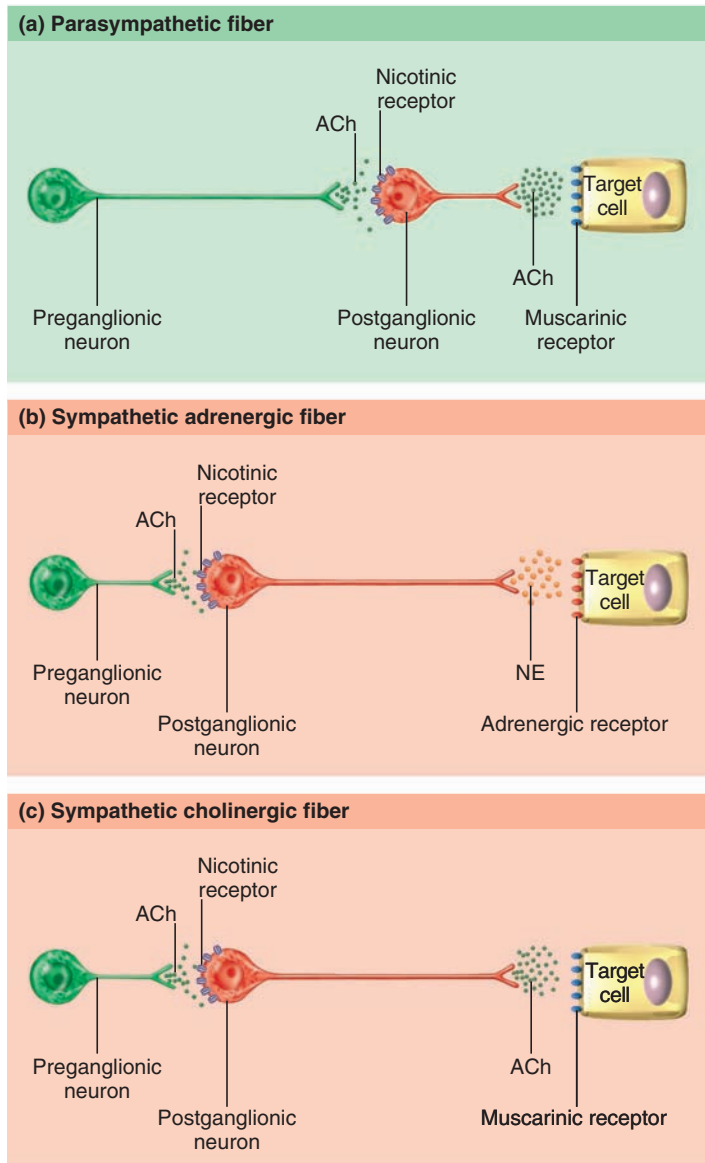 (a) Parasympathetic fiber
Nicotinic
receptor
ACh
Target
cell
ACh
Preganglionic
neuron
Postganglionic
neuron
Muscarinic
receptor
(b) Sympathetic adrenergic fiber
Nicotinic
receptor
ACh
Target
cell
Preganglionic
neuron
NE
Postganglionic
neuron
Adrenergic receptor
(c) Sympathetic cholinergic fiber
Nicotinic
receptor
ACh
Target
cell
Preganglionic
neuron
ACh
Postganglionic
neuron
Muscarinic receptor